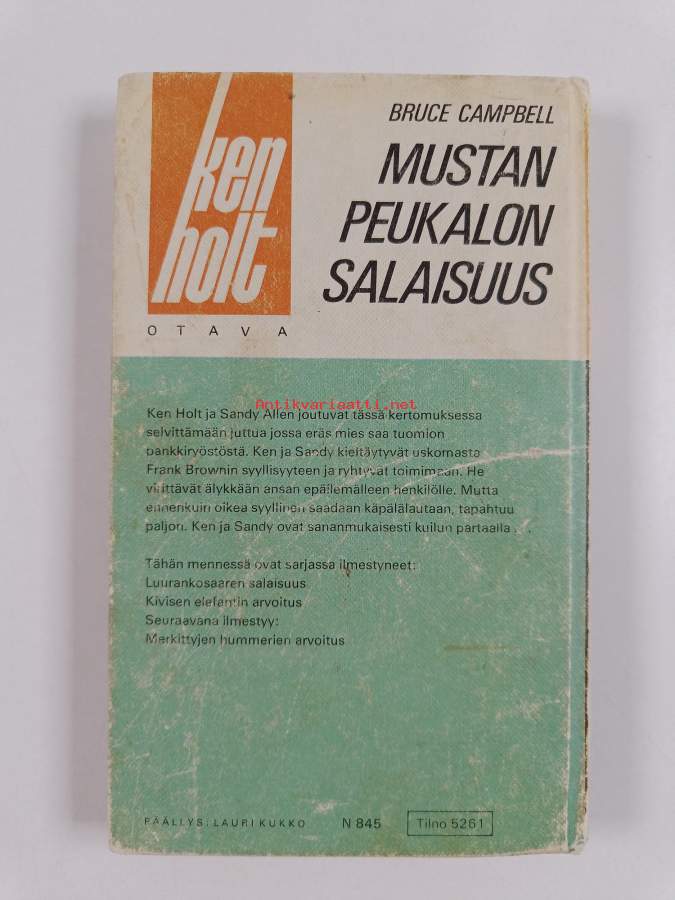 ken
holt
OTAVA
BRUCE CAMPBELL
MUSTAN
PEUKALON
SALAISUUS
Antikvariaatti.net
Ken Holt ja Sandy Allen joutuvat tässä kertomuksessa
selvittämään juttua jossa eräs mies saa tuomion
pankkiryöstöstä. Ken ja Sandy kieltäytyvät uskomasta
Frank Brownin syyllisyyteen ja ryhtyvät toimimaan. He
virittävät älykkään ansan epäilemälleen henkilölle. Mutta
ennenkuin oikea syyllinen saadaan käpälälautaan, tapahtuu
paljon. Ken ja Sandy ovat sananmukaisesti kuilun partaalla . . .
Tähän mennessä ovat sarjassa ilmestyneet:
Luurankosaaren salaisuus
Kivisen elefantin arvoitus
Seuraavana ilmestyy:
Merkittyjen hummerien arvoitus
PÄÄLLYS: LAURI KUKKO N 845 Tilno 5261